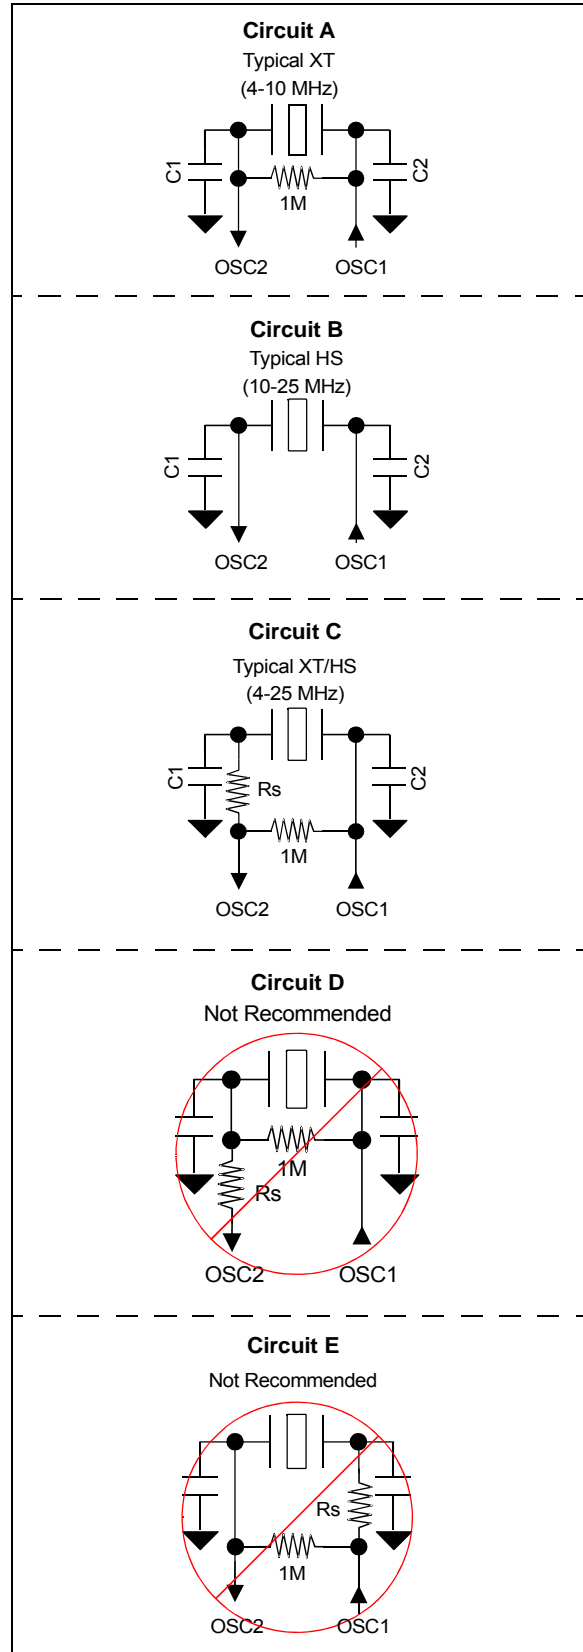 Circuit A
Typical XT
(4-10 MHz)
C1
C2
1M
OSC2 OSC1
Circuit B
Typical HS
(10-25 MHz)
C1
C2
OSC2 OSC1
Circuit C
Typical XT/HS
(4-25 MHz)
C1
Rs
C2
1M
OSC2 OSC1
Circuit D
Not Recommended
1M
Rs
OSC2 OSC1
Circuit E
Not Recommended
Rs
1M
OSC2 OSC1